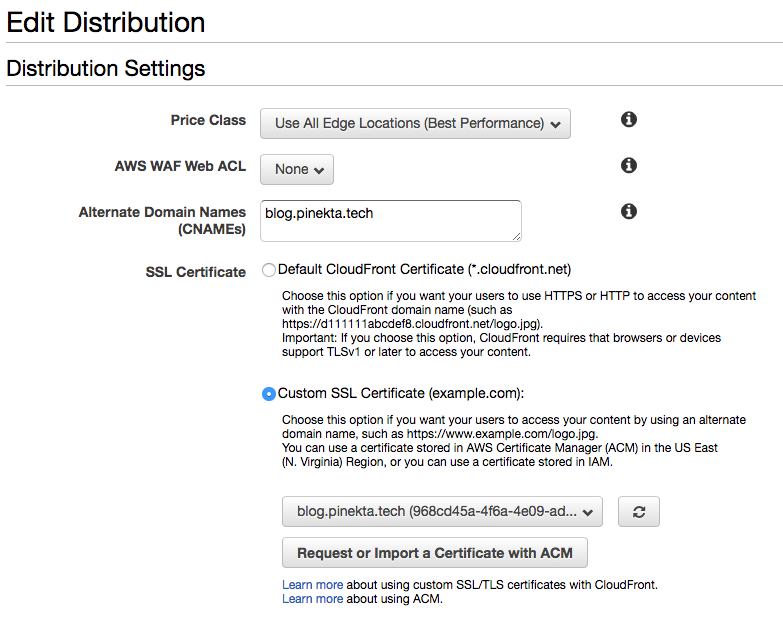 Edit Distribution
Distribution Settings
Price Class
Use All Edge Locations (Best Performance)
AWS WAF Web ACL
None
Alternate Domain Names
(CNAMEs)
blog.pinekta.tech
SSL Certificate
Default CloudFront Certificate (*.cloudfront.net)
Choose this option if you want your users to use HTTPS or HTTP to access your content
with the CloudFront domain name (such as
https://d111111abcdef8.cloudfront.net/logo.jpg).
Important: If you choose this option, CloudFront requires that browsers or devices
support TLSv1 or later to access your content.
Custom SSL Certificate (example.com):
Choose this option if you want your users to access your content by using an alternate
domain name, such as https://www.example.com/logo.jpg.
You can use a certificate stored in AWS Certificate Manager (ACM) in the US East
(N. Virginia) Region, or you can use a certificate stored in IAM.
blog.pinekta.tech (968cd45a-4f6a-4e09-ad...
Request or Import a Certificate with ACM
Learn more about using custom SSL/TLS certificates with CloudFront.
Learn more about using ACM.